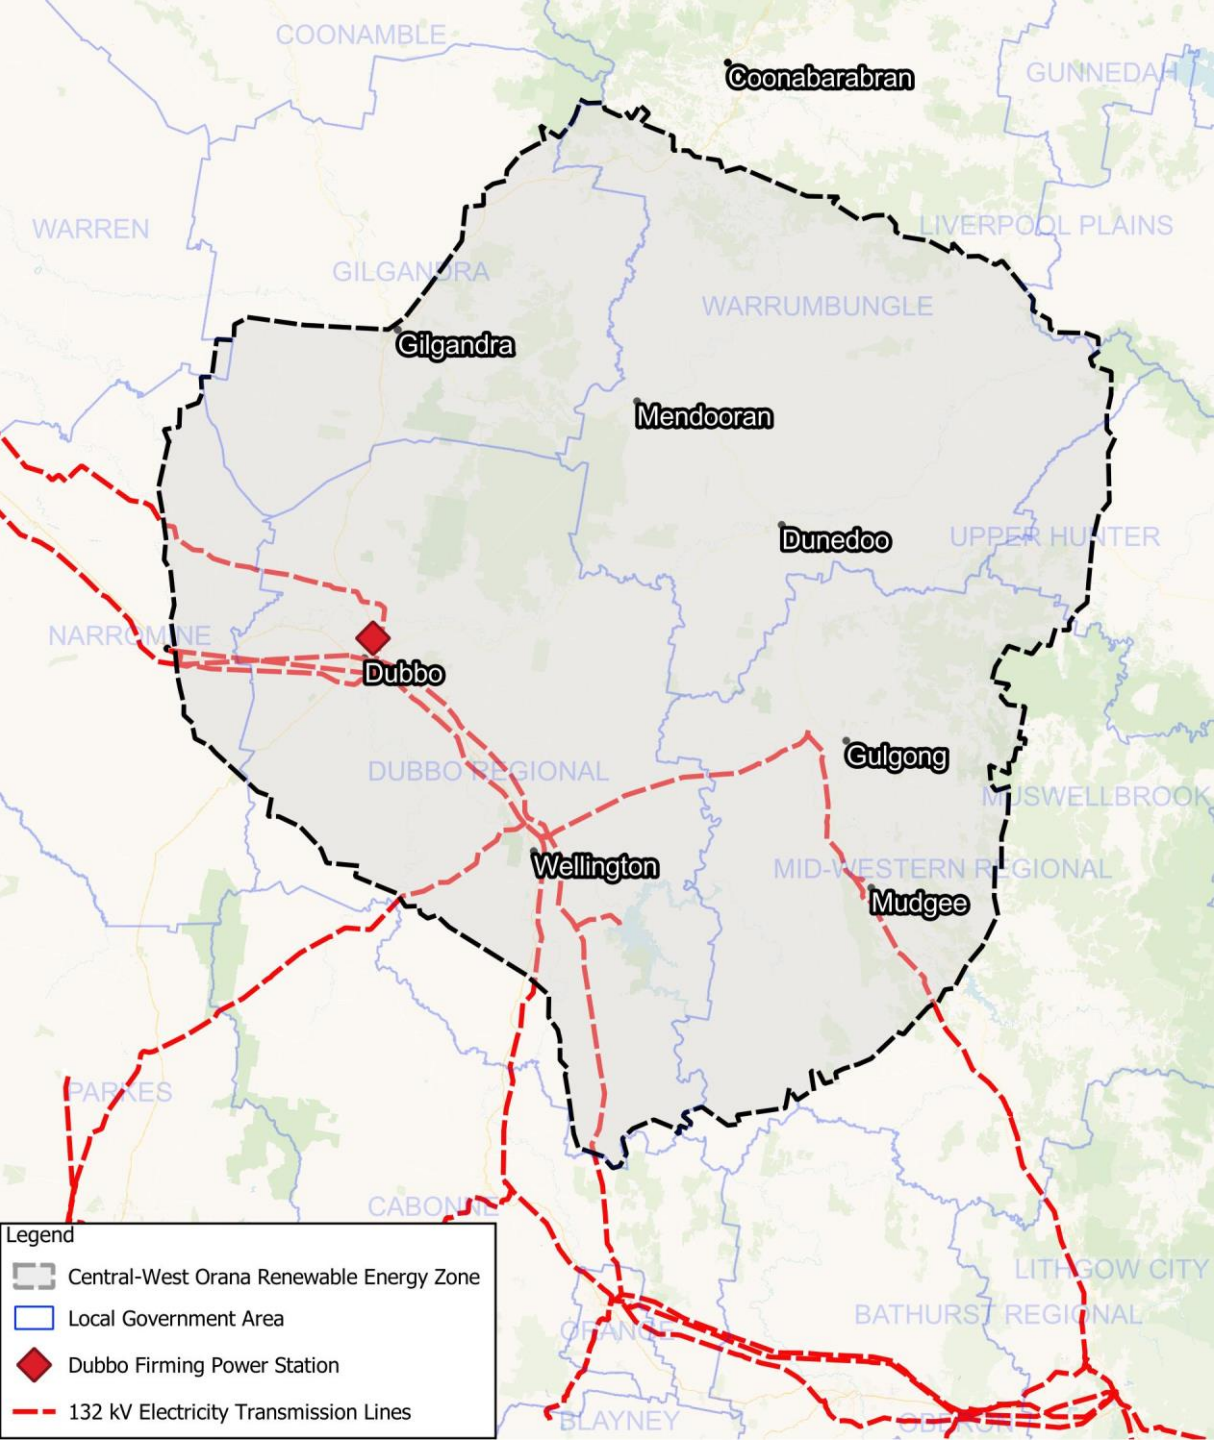 COONAMBLE
Coonabarabran
GUNNEDAH
WARREN
LIVERPOOL PLAINS
GILGANDRA
WARRUMBUNGLE
Gilgandra
Mendooran
Dunedoo
UPPER HUNTER
NARROMINE
Dubbo
Gulgong
DUBBO REGIONAL
MUSWELLBROOK
Wellington
MID-WESTERN REGIONAL
Mudgee
PARKES
CABONNE
Legend
Central-West Orana Renewable Energy Zone
Local Government Area
Dubbo Firming Power Station
132 kV Electricity Transmission Lines
LITHGOW CITY
BATHURST REGIONAL
ORANGE
BLAYNEY
OBERON